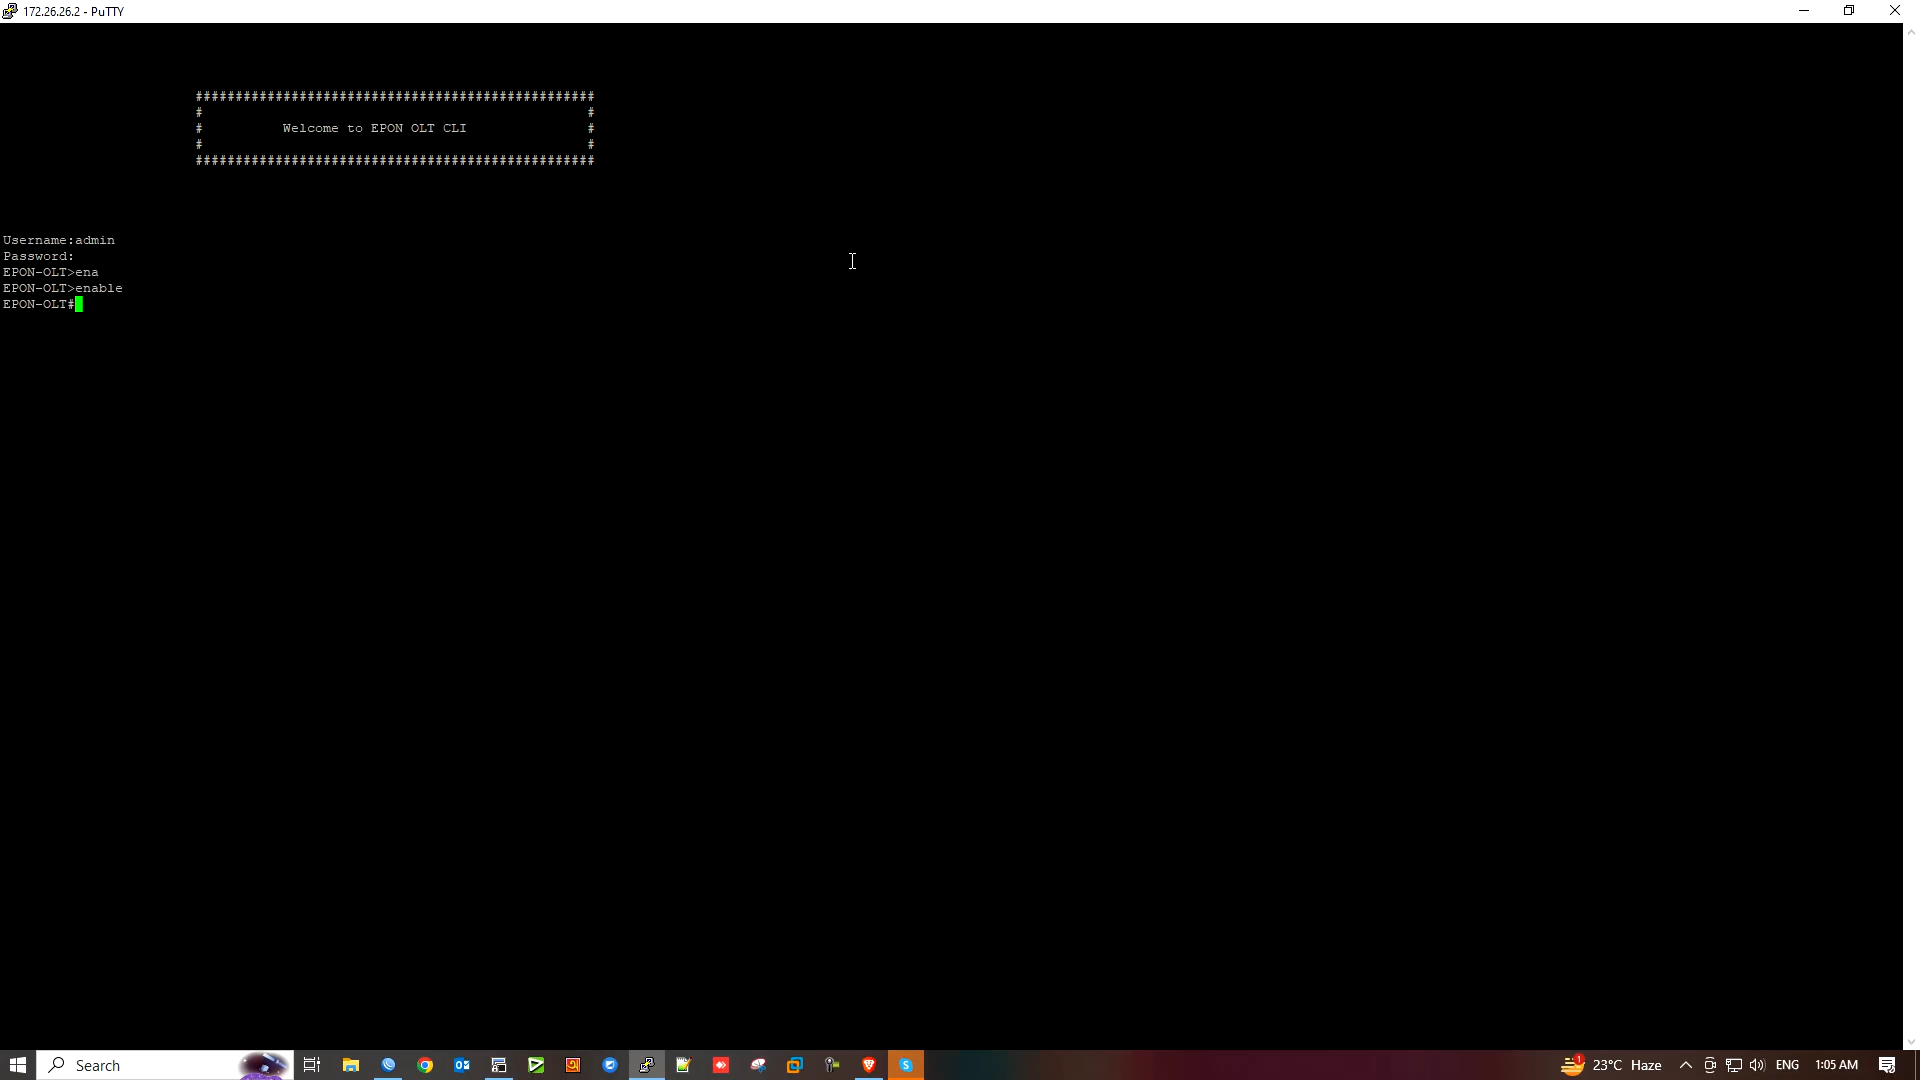 172.26.26.2 - PuTTY
##################################################
#                                                #
#          Welcome to EPON OLT CLI               #
#                                                #
##################################################
Username:admin
Password:
EPON-OLT>ena
EPON-OLT>enable
EPON-OLT#
Search
1
23°C Haze
ENG
1:05 AM